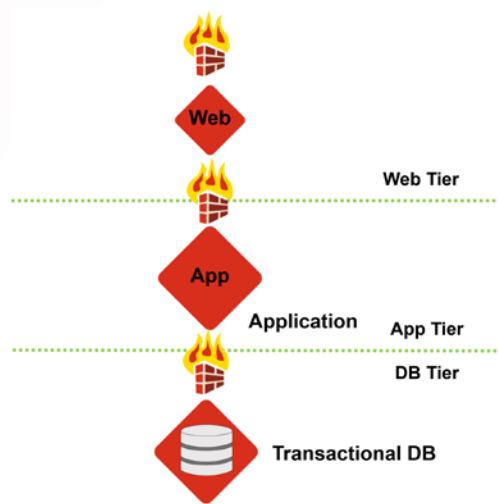 Web
Web Tier
App
Application
App Tier
DB Tier
Transactional DB